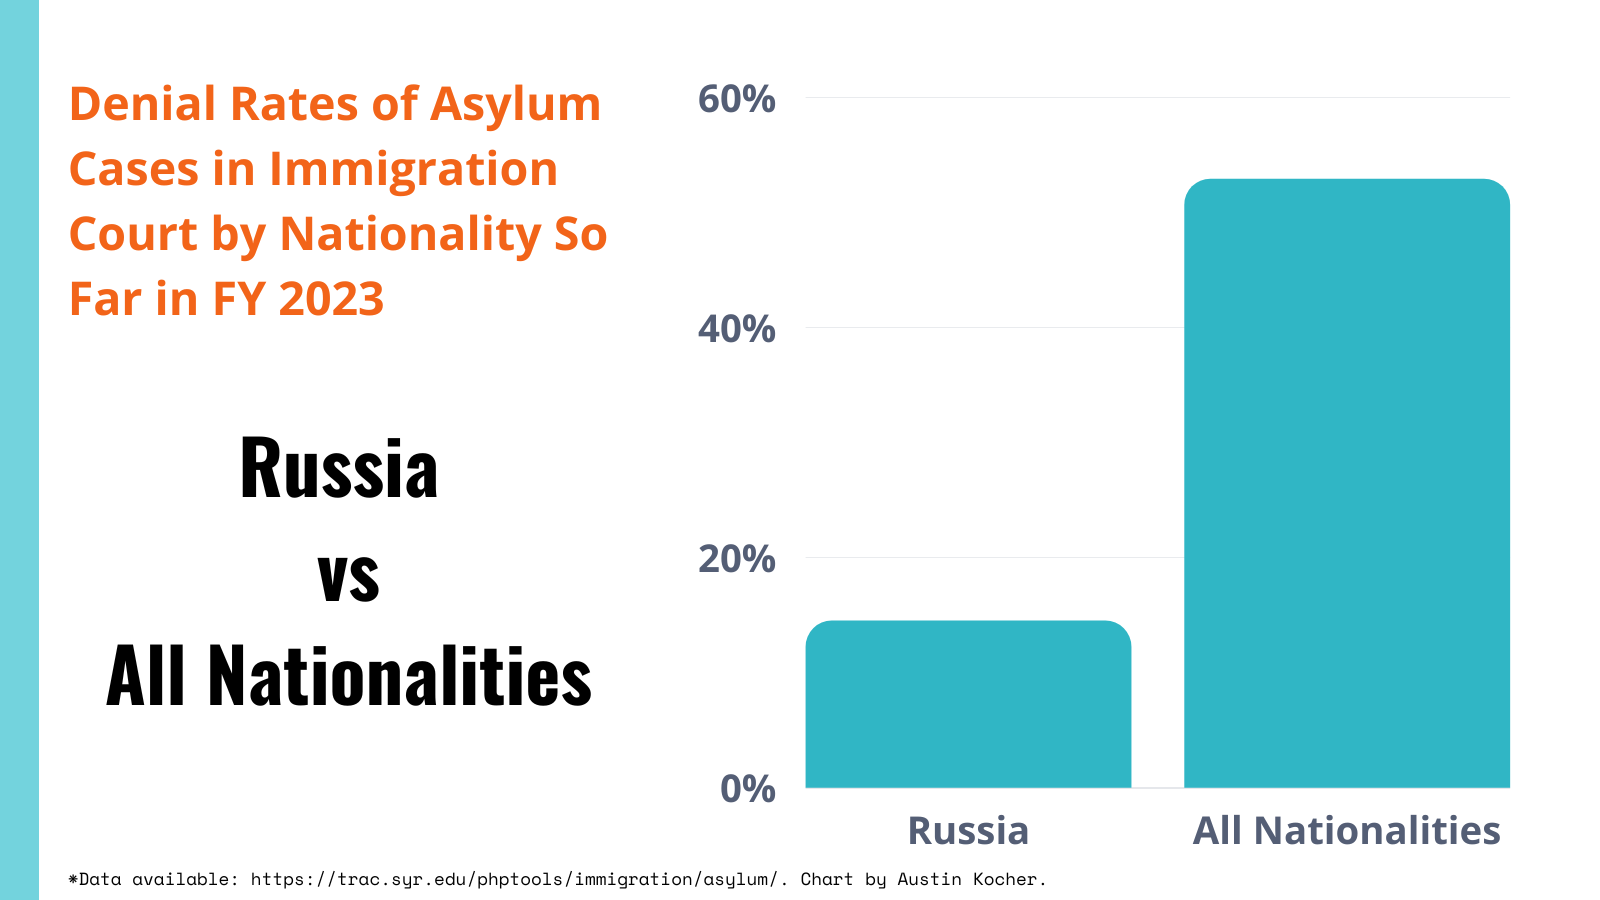 Denial Rates of Asylum
Cases in Immigration
Court by Nationality So
Far in FY 2023
Russia
vs
All Nationalities
60%
40%
20%
0%
Russia
All Nationalities
*Data available: https://trac.syr.edu/phptools/immigration/asylum/. Chart by Austin Kocher.